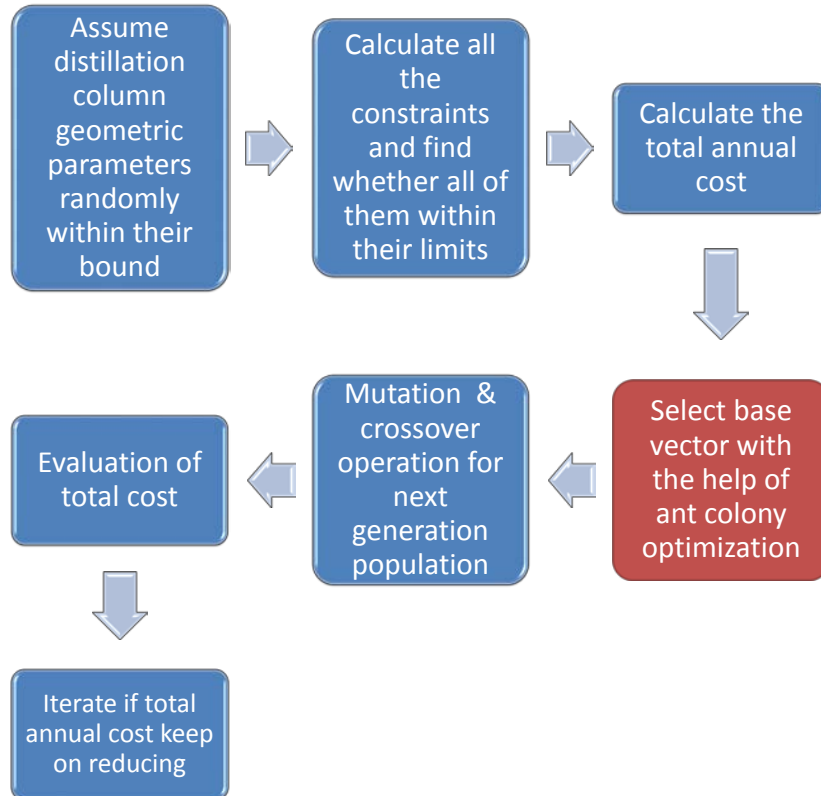 Assume
distillation
column
geometric
parameters
randomly
within their
bound
Calculate all
the
constraints
and find
whether all of
them within
their limits
Calculate the
total annual
cost
Select base
vector with
the help of
ant colony
optimization
Mutation &
crossover
operation for
next
generation
population
Evaluation of
total cost
Iterate if total
annual cost keep
on reducing